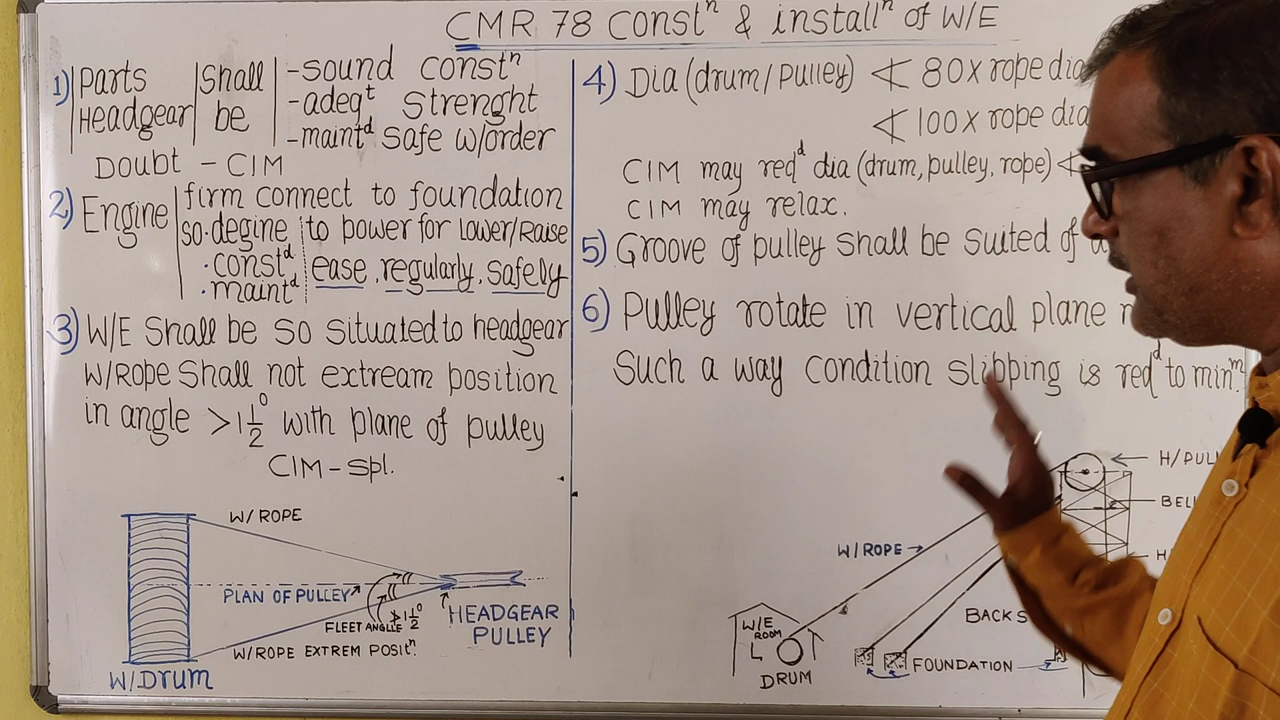 CMR 78 Constⁿ & installⁿ of W/E
1) Parts Headgear Shall be
-sound constⁿ
-adeqᵗ Strenght
-maintᵈ safe w/order
Doubt - CIM
2) Engine firm connect to foundation
so·degine to power for Lower/Raise
·constᵈ ease, regularly, safely
·maintᵈ
3) W/E Shall be so situated to headgear
W/Rope Shall not extream position
in angle >1½° with plane of pulley
CIM-Spl.
W/ROPE
PLAN OF PULLEY
FLEET ANGLE ≯1½°
W/ROPE EXTREM POSITⁿ.
HEADGEAR
PULLEY
W/DRUM
4) Dia (drum/pulley) ≮ 80x rope dia
≮ 100x rope dia
CIM may redᵈ dia (drum, pulley, rope) <
CIM may relax.
5) Groove of pulley shall be suited of
6) Pulley rotate in vertical plane
Such a way condition slipping is redᵈ to minᵐ.
H/PUL
BEL
H
W/ROPE
BACK S
W/E
ROOM
DRUM
FOUNDATION